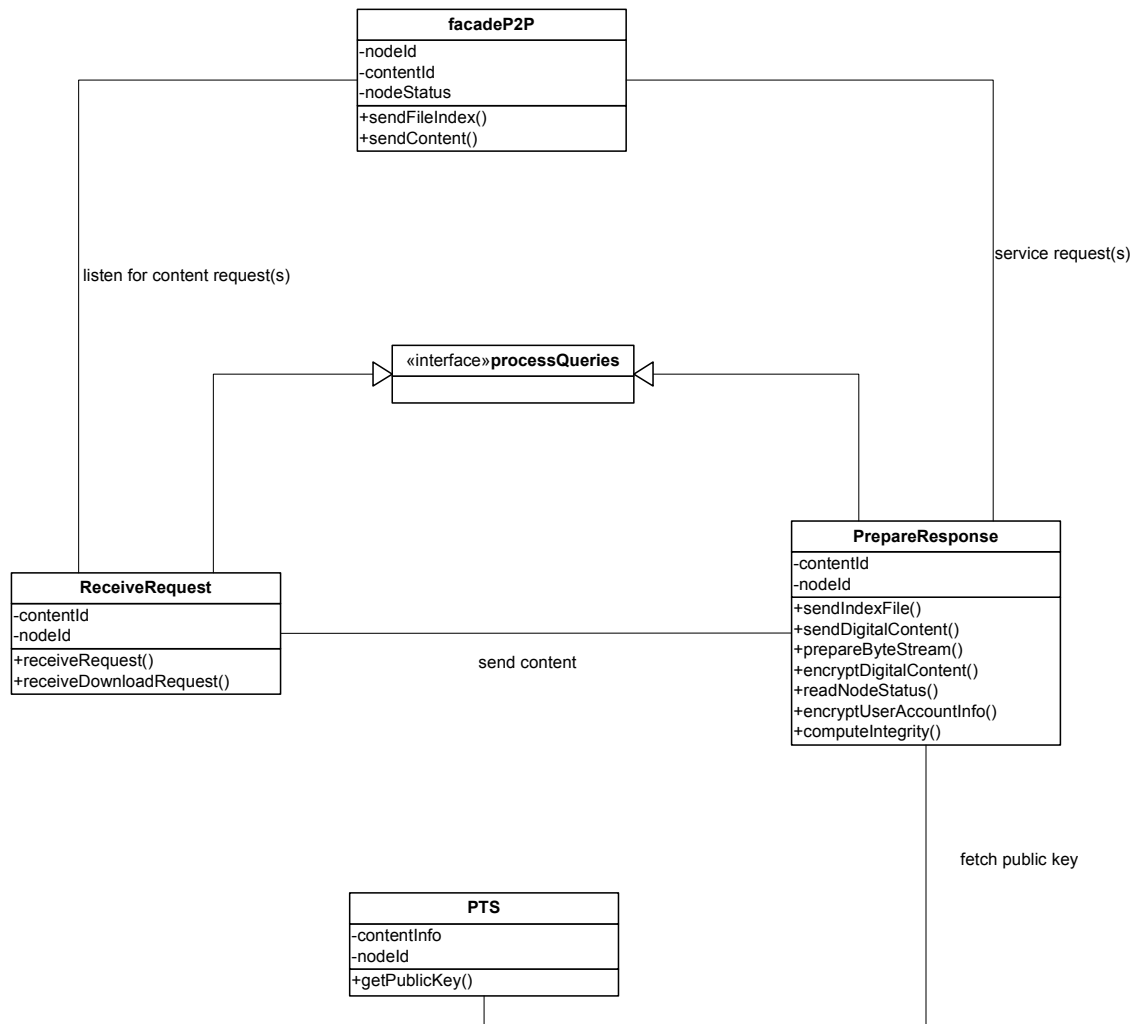 facadeP2P
-nodeId
-contentId
-nodeStatus
+sendFileIndex()
+sendContent()
listen for content request(s)
service request(s)
«interface»processQueries
ReceiveRequest
-contentId
-nodeId
+receiveRequest()
+receiveDownloadRequest()
send content
PrepareResponse
-contentId
-nodeId
+sendIndexFile()
+sendDigitalContent()
+prepareByteStream()
+encryptDigitalContent()
+readNodeStatus()
+encryptUserAccountInfo()
+computeIntegrity()
fetch public key
PTS
-contentInfo
-nodeId
+getPublicKey()